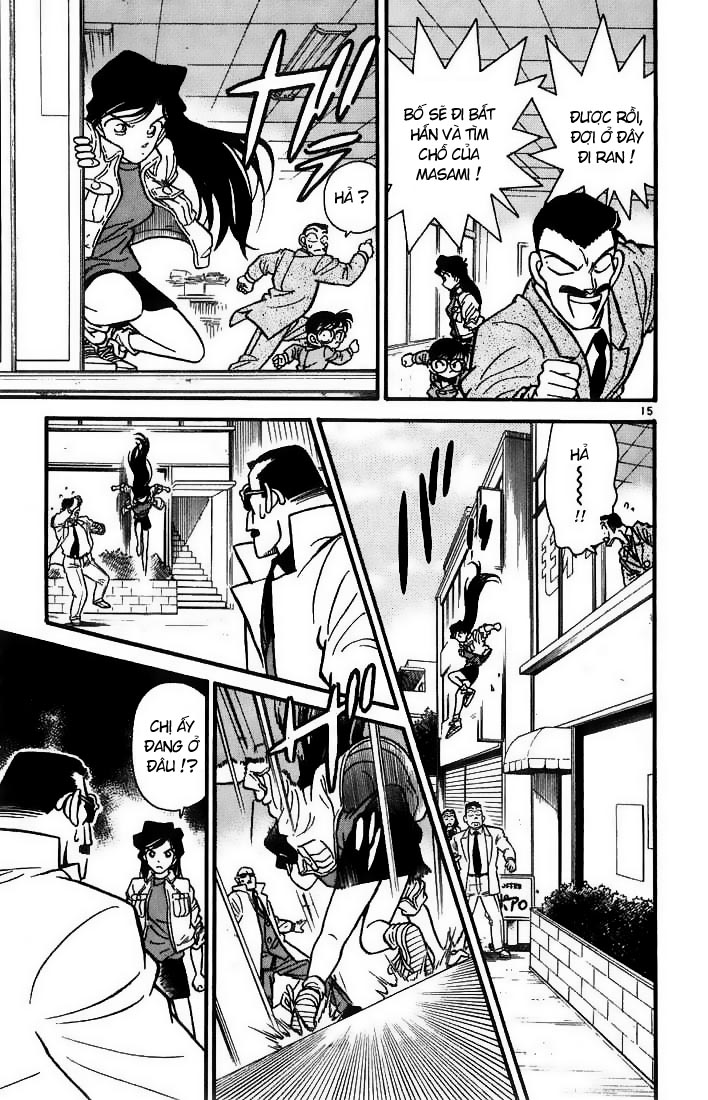 ĐƯỢC RỒI,
ĐỢI Ở ĐÂY
ĐI RAN !
BỐ SẼ ĐI BẮT
HẮN VÀ TÌM
CHỖ CỦA
MASAMI !
HẢ ?
15
HẢ
!!
CHỊ ẤY
ĐANG Ở
ĐÂU !?